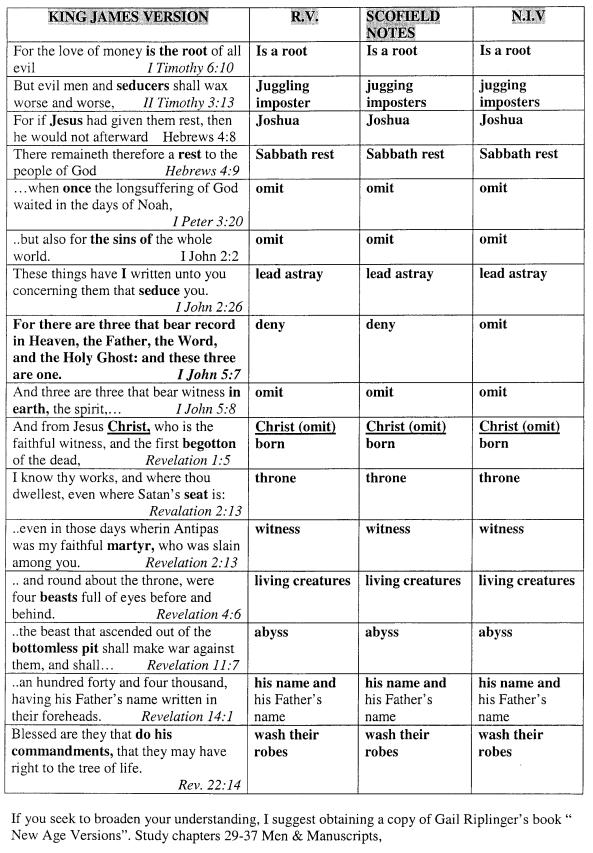 KING JAMES VERSION R.V. SCOFIELD NOTES N.I.V
For the love of money is the root of all Is a root Is a root Is a root
evil I Timothy 6:10
But evil men and seducers shall wax Juggling jugging jugging
worse and worse, II Timothy 3:13 imposter imposters imposters
For if Jesus had given them rest, then Joshua Joshua Joshua
he would not afterward Hebrews 4:8
There remaineth therefore a rest to the Sabbath rest Sabbath rest Sabbath rest
people of God Hebrews 4:9
…when once the longsuffering of God omit omit omit
waited in the days of Noah,
I Peter 3:20
..but also for the sins of the whole omit omit omit
world. I John 2:2
These things have I written unto you lead astray lead astray lead astray
concerning them that seduce you.
I John 2:26
For there are three that bear record deny deny omit
in Heaven, the Father, the Word,
and the Holy Ghost: and these three
are one. I John 5:7
And three are three that bear witness in omit omit omit
earth, the spirit,… I John 5:8
And from Jesus Christ, who is the Christ (omit) Christ (omit) Christ (omit)
faithful witness, and the first begotton born born born
of the dead, Revelation 1:5
I know thy works, and where thou throne throne throne
dwellest, even where Satan's seat is:
Revalation 2:13
..even in those days wherin Antipas witness witness witness
was my faithful martyr, who was slain
among you. Revelation 2:13
.. and round about the throne, were living creatures living creatures living creatures
four beasts full of eyes before and
behind. Revelation 4:6
..the beast that ascended out of the abyss abyss abyss
bottomless pit shall make war against
them, and shall… Revelation 11:7
..an hundred forty and four thousand, his name and his name and his name and
having his Father's name written in his Father's his Father's his Father's
their foreheads. Revelation 14:1 name name name
Blessed are they that do his wash their wash their wash their
commandments, that they may have robes robes robes
right to the tree of life.
Rev. 22:14
If you seek to broaden your understanding, I suggest obtaining a copy of Gail Riplinger's book “
New Age Versions”. Study chapters 29-37 Men & Manuscripts,